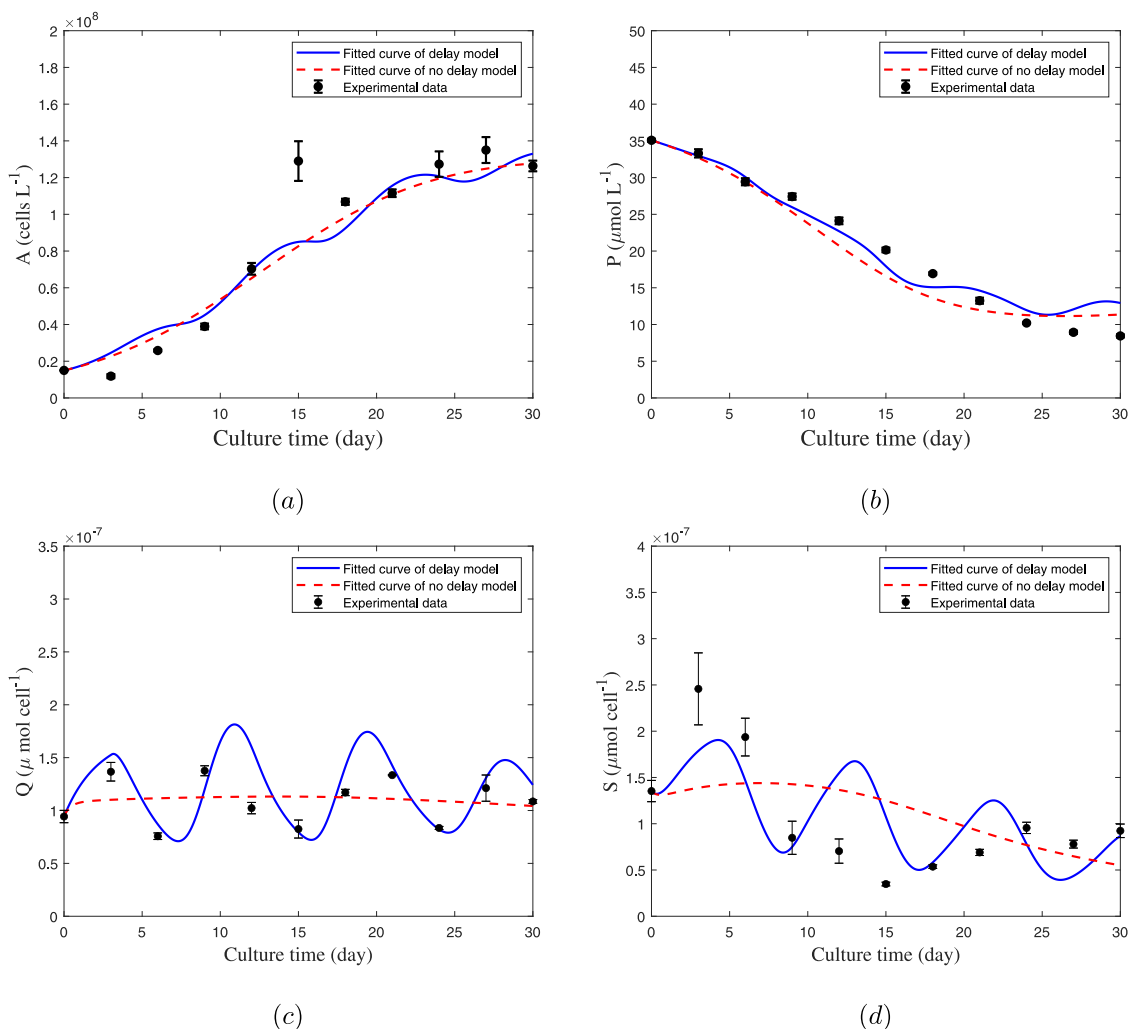 ×10^8
2
1.8
1.6
1.4
1.2
1
0.8
0.6
0.4
0.2
0
A (cells L^-1)
Fitted curve of delay model
Fitted curve of no delay model
Experimental data
0 5 10 15 20 25 30
Culture time (day)
(a)
50
45
40
35
30
25
20
15
10
5
0
P (μmol L^-1)
Fitted curve of delay model
Fitted curve of no delay model
Experimental data
0 5 10 15 20 25 30
Culture time (day)
(b)
×10^-7
3.5
3
2.5
2
1.5
1
0.5
0
Q (μ mol cell^-1)
Fitted curve of delay model
Fitted curve of no delay model
Experimental data
0 5 10 15 20 25 30
Culture time (day)
(c)
×10^-7
4
3.5
3
2.5
2
1.5
1
0.5
0
S (μmol cell^-1)
Fitted curve of delay model
Fitted curve of no delay model
Experimental data
0 5 10 15 20 25 30
Culture time (day)
(d)